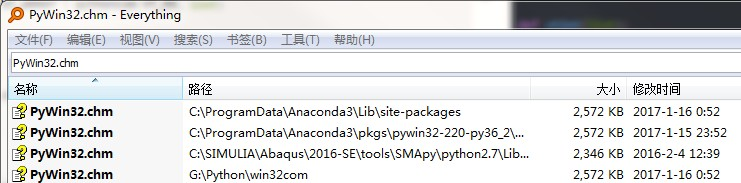 PyWin32.chm - Everything
文件(F) 编辑(E) 视图(V) 搜索(S) 书签(B) 工具(T) 帮助(H)
PyWin32.chm
名称 路径 大小 修改时间
PyWin32.chm C:\ProgramData\Anaconda3\Lib\site-packages 2,572 KB 2017-1-16 0:52
PyWin32.chm C:\ProgramData\Anaconda3\pkgs\pywin32-220-py36_2\... 2,572 KB 2017-1-15 23:52
PyWin32.chm C:\SIMULIA\Abaqus\2016-SE\tools\SMApy\python2.7\Lib... 2,346 KB 2016-2-4 12:39
PyWin32.chm G:\Python\win32com 2,572 KB 2017-1-16 0:52